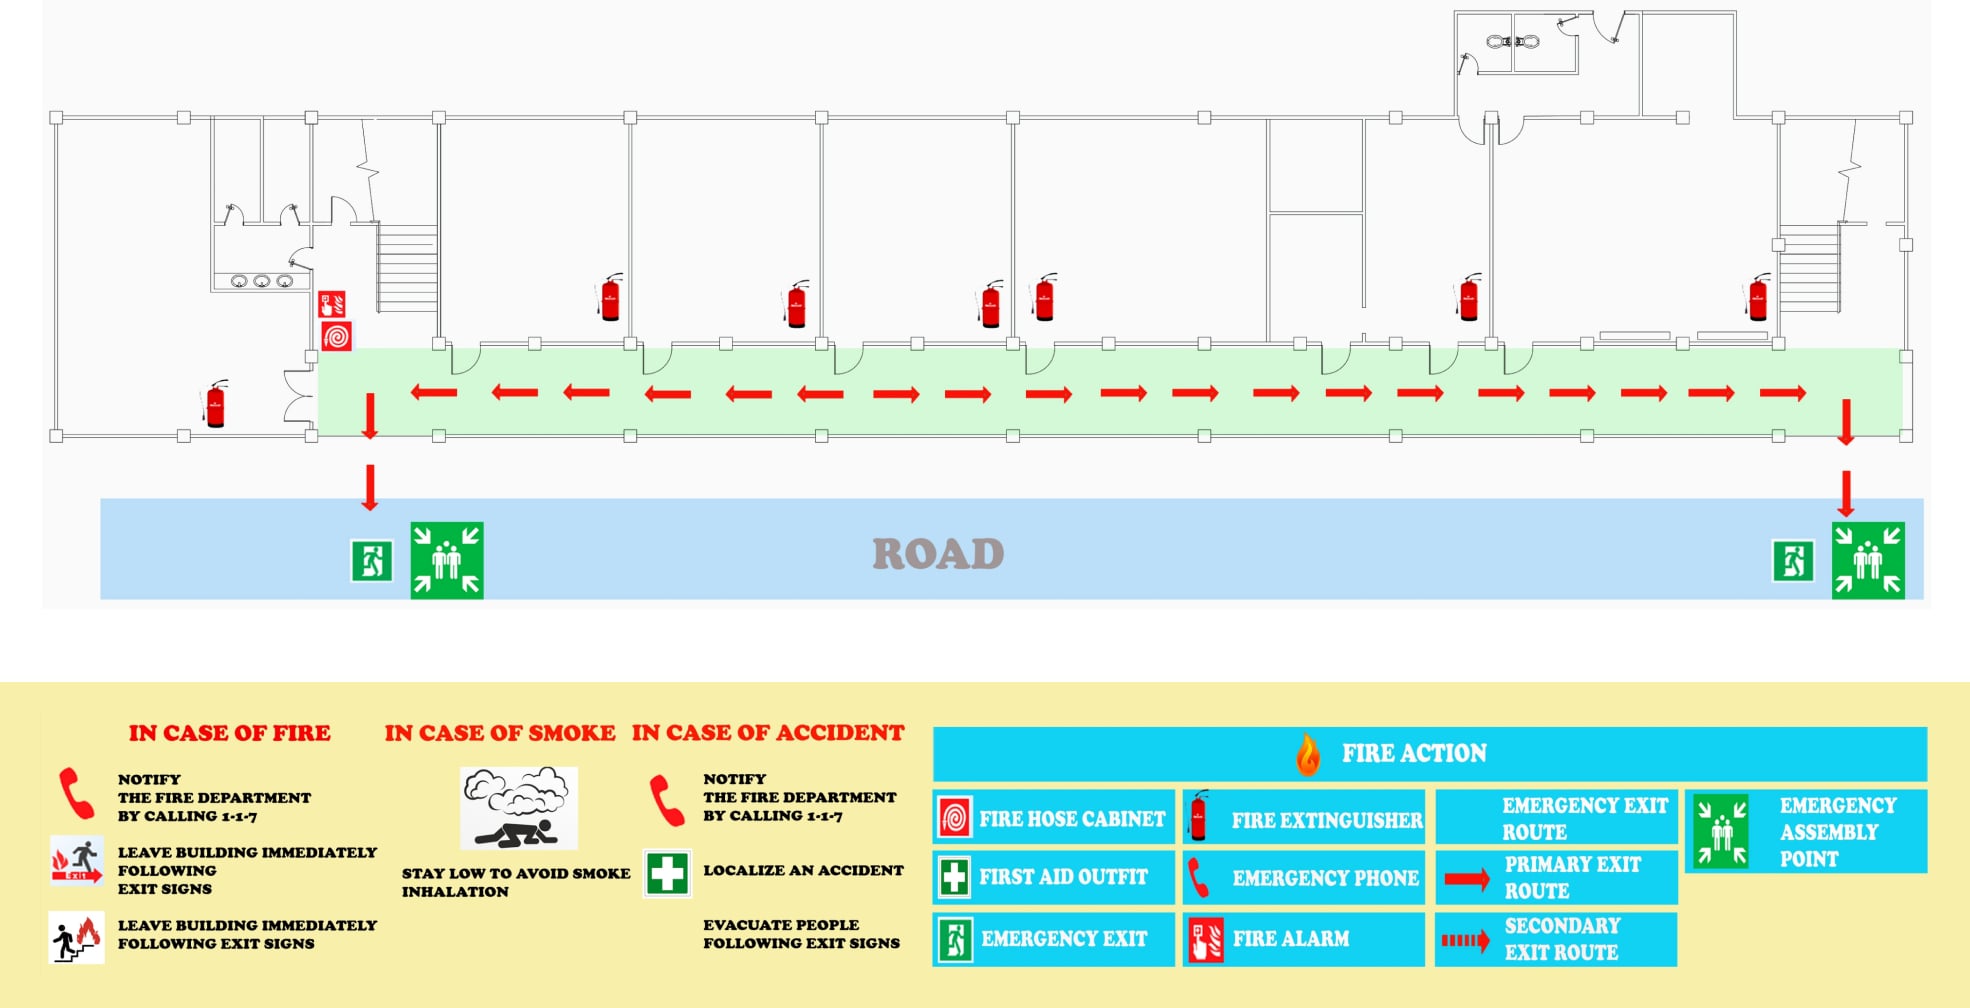 ROAD
IN CASE OF FIRE
NOTIFY
THE FIRE DEPARTMENT
BY CALLING 1-1-7
Exit
LEAVE BUILDING IMMEDIATELY
FOLLOWING
EXIT SIGNS
LEAVE BUILDING IMMEDIATELY
FOLLOWING EXIT SIGNS
IN CASE OF SMOKE
STAY LOW TO AVOID SMOKE
INHALATION
IN CASE OF ACCIDENT
NOTIFY
THE FIRE DEPARTMENT
BY CALLING 1-1-7
LOCALIZE AN ACCIDENT
EVACUATE PEOPLE
FOLLOWING EXIT SIGNS
FIRE ACTION
FIRE HOSE CABINET
FIRST AID OUTFIT
EMERGENCY EXIT
FIRE EXTINGUISHER
EMERGENCY PHONE
FIRE ALARM
EMERGENCY EXIT
ROUTE
PRIMARY EXIT
ROUTE
SECONDARY
EXIT ROUTE
EMERGENCY
ASSEMBLY
POINT